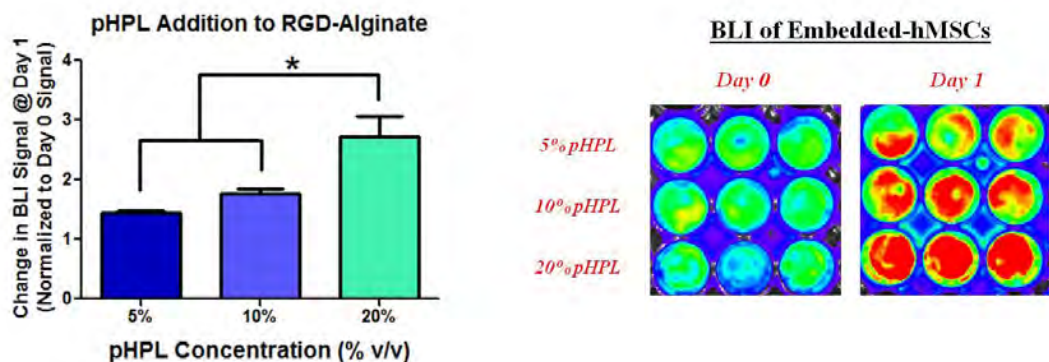 pHPL Addition to RGD-Alginate
Change in BLI Signal @ Day 1
(Normalized to Day 0 Signal)
4
3
2
1
0
*
5%
10%
20%
pHPL Concentration (% v/v)
BLI of Embedded-hMSCs
Day 0
Day 1
5% pHPL
10% pHPL
20% pHPL